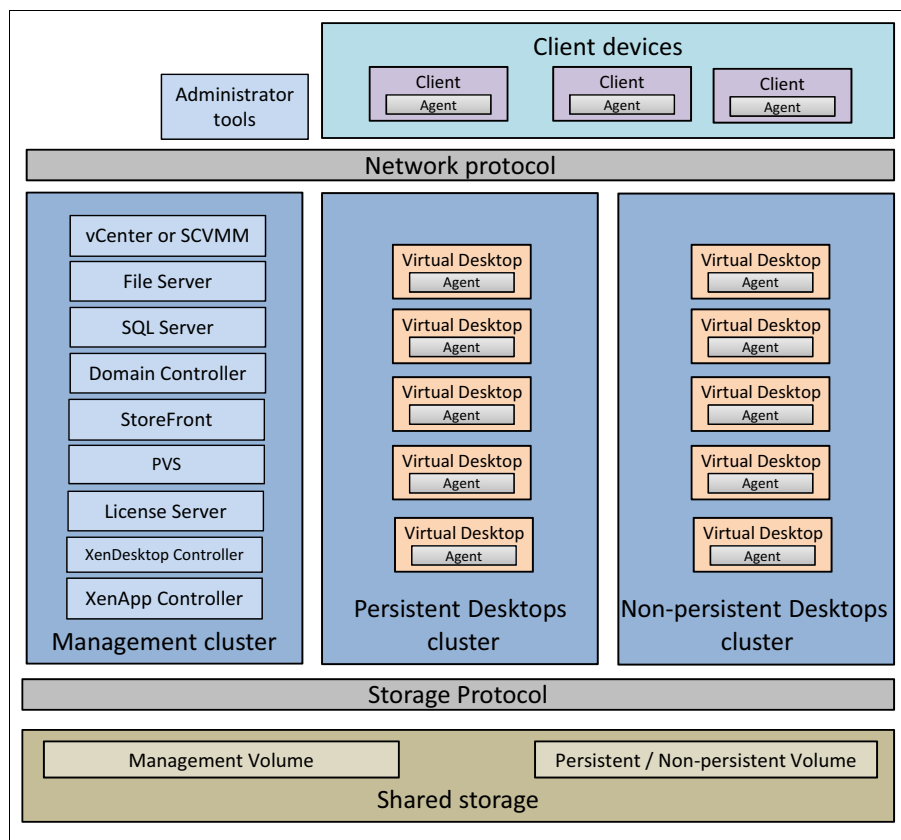 Client devices
Administrator
tools
Client
Agent
Client
Agent
Client
Agent
Network protocol
vCenter or SCVMM
File Server
SQL Server
Domain Controller
StoreFront
PVS
License Server
XenDesktop Controller
XenApp Controller
Management cluster
Virtual Desktop
Agent
Virtual Desktop
Agent
Virtual Desktop
Agent
Virtual Desktop
Agent
Virtual Desktop
Agent
Persistent Desktops
cluster
Virtual Desktop
Agent
Virtual Desktop
Agent
Virtual Desktop
Agent
Virtual Desktop
Agent
Virtual Desktop
Agent
Non-persistent Desktops
cluster
Storage Protocol
Management Volume
Persistent / Non-persistent Volume
Shared storage